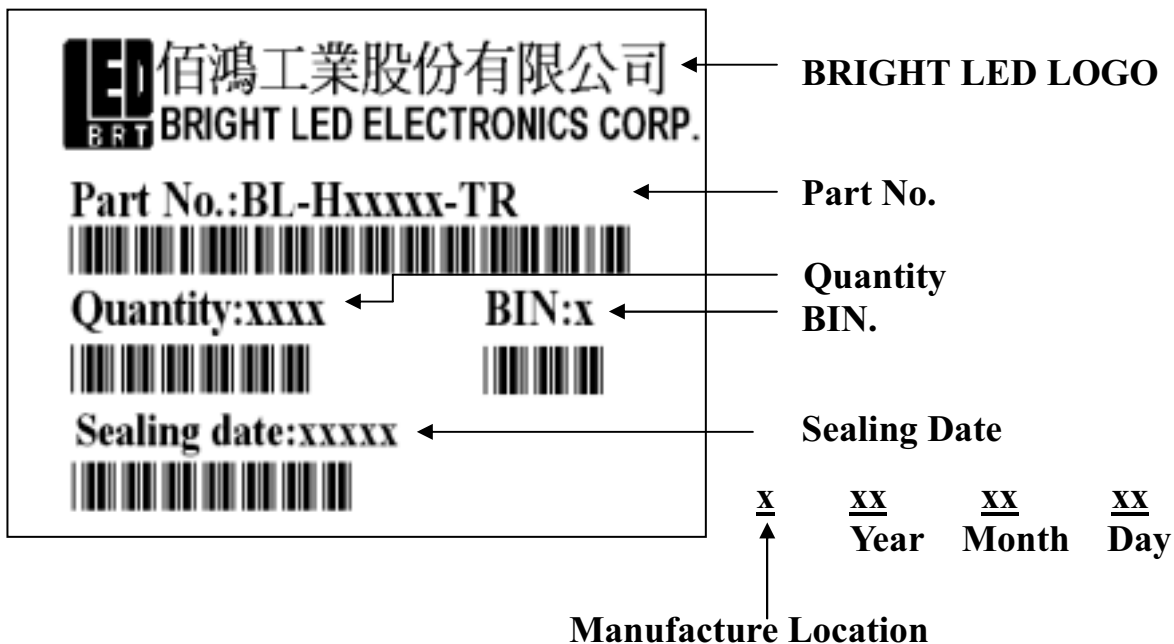 佰鴻工業股份有限公司
BRT BRIGHT LED ELECTRONICS CORP.
BRIGHT LED LOGO
Part No.:BL-Hxxxxx-TR
Part No.
Quantity:xxxx
BIN:x
Quantity
BIN.
Sealing date:xxxxx
Sealing Date
x xx xx xx
Year Month Day
Manufacture Location